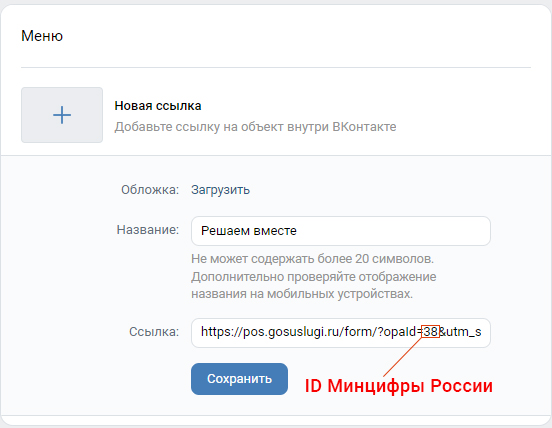 Меню
Новая ссылка
Добавьте ссылку на объект внутри ВКонтакте
Обложка: Загрузить
Название: Решаем вместе
Не может содержать более 20 символов.
Дополнительно проверяйте отображение
названия на мобильных устройствах.
Ссылка: https://pos.gosuslugi.ru/form/?opaId=38&utm_s
Сохранить
ID Минцифры России